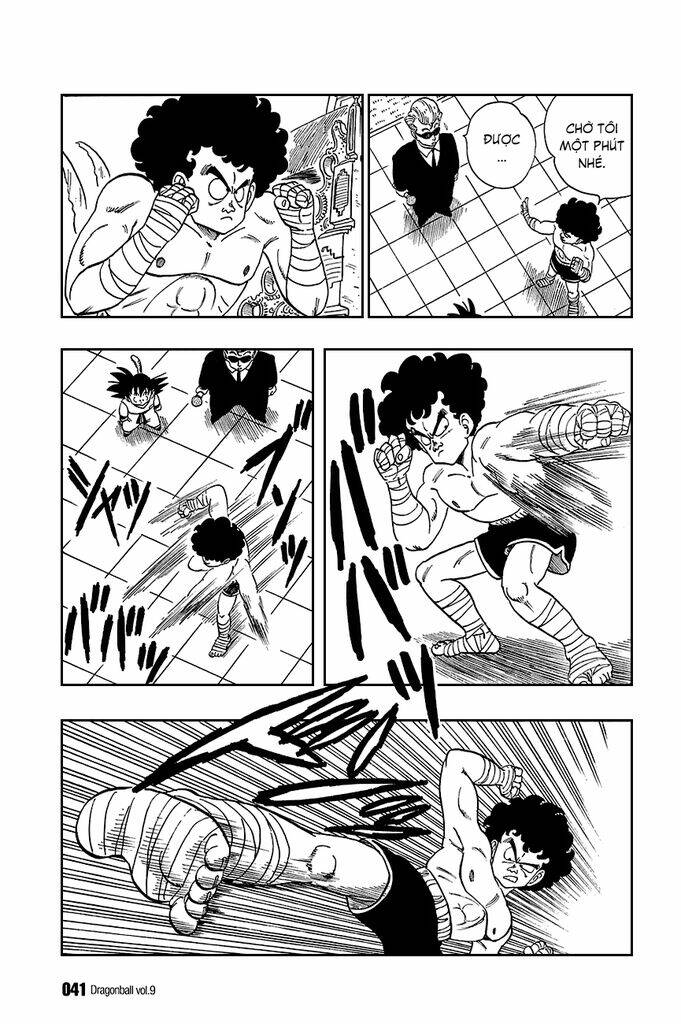 CHỜ TÔI
MỘT PHÚT
NHÉ.
ĐƯỢC
...
041 Dragonball vol.9